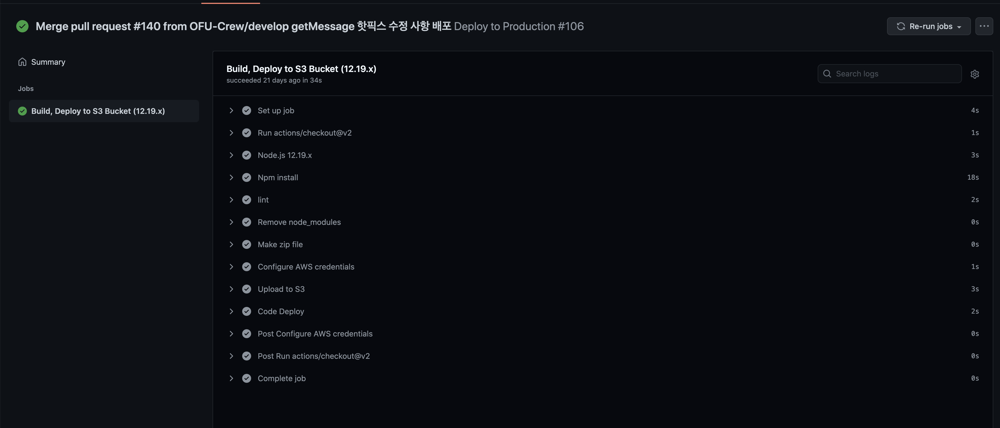 Merge pull request #140 from OFU-Crew/develop getMessage 핫픽스 수정 사항 배포 Deploy to Production #106
Re-run jobs
Summary
Jobs
Build, Deploy to S3 Bucket (12.19.x)
Build, Deploy to S3 Bucket (12.19.x)
succeeded 21 days ago in 34s
Search logs
Set up job 4s
Run actions/checkout@v2 1s
Node.js 12.19.x 3s
Npm install 18s
lint 2s
Remove node_modules 0s
Make zip file 0s
Configure AWS credentials 1s
Upload to S3 3s
Code Deploy 2s
Post Configure AWS credentials 0s
Post Run actions/checkout@v2 0s
Complete job 0s